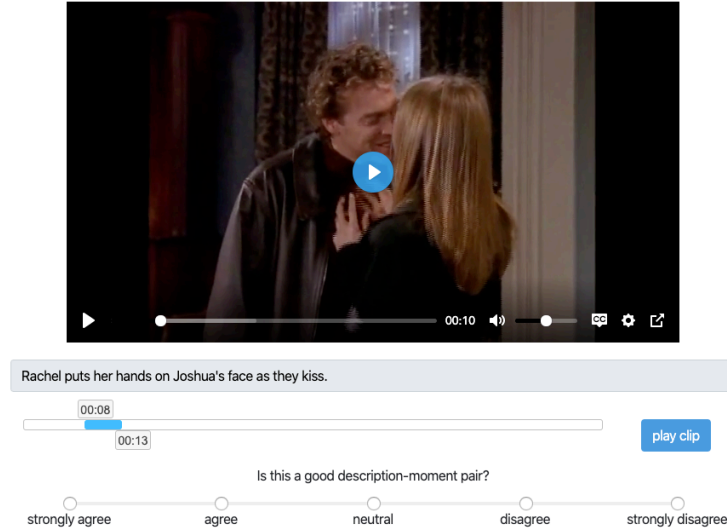 00:10
CC
Rachel puts her hands on Joshua's face as they kiss.
00:08
00:13
play clip
Is this a good description-moment pair?
strongly agree agree neutral disagree strongly disagree